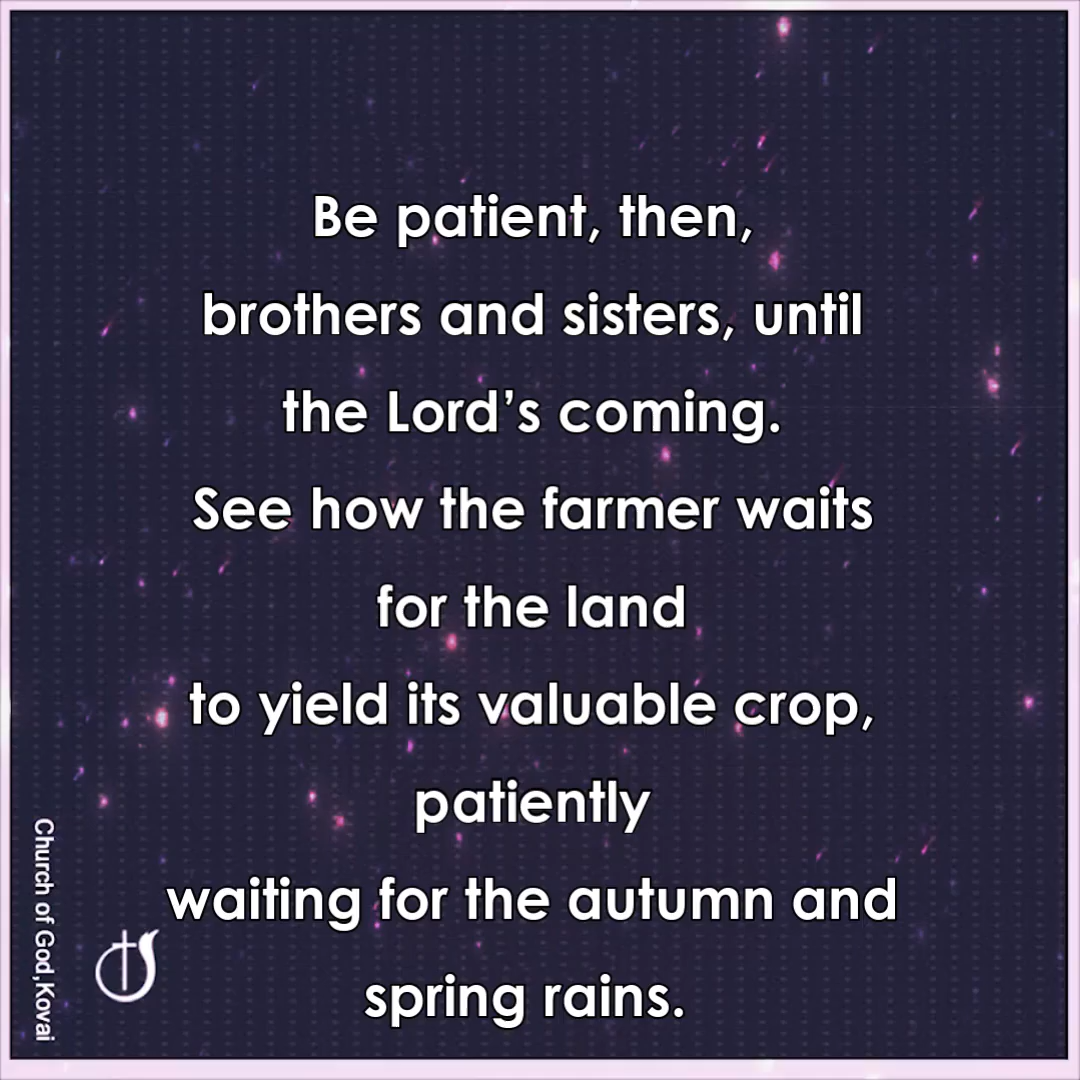 Be patient, then,
brothers and sisters, until
the Lord’s coming.
See how the farmer waits
for the land
to yield its valuable crop,
patiently
waiting for the autumn and
spring rains.
Church of God,Kovai